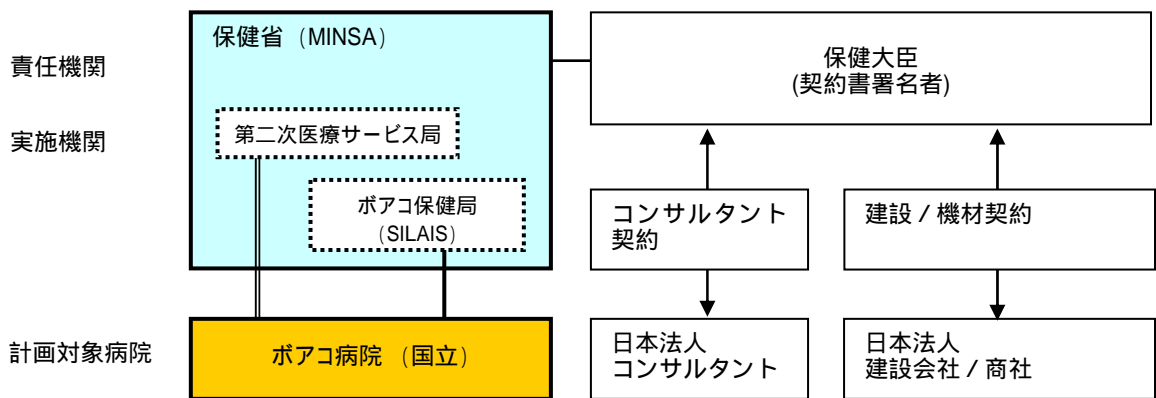 保健省 (MINSA)
責任機関
保健大臣
(契約書署名者)
実施機関
第二次医療サービス局
ボアコ保健局
(SILAIS)
コンサルタント
契約
建設 / 機材契約
計画対象病院
ボアコ病院 (国立)
日本法人
コンサルタント
日本法人
建設会社 / 商社